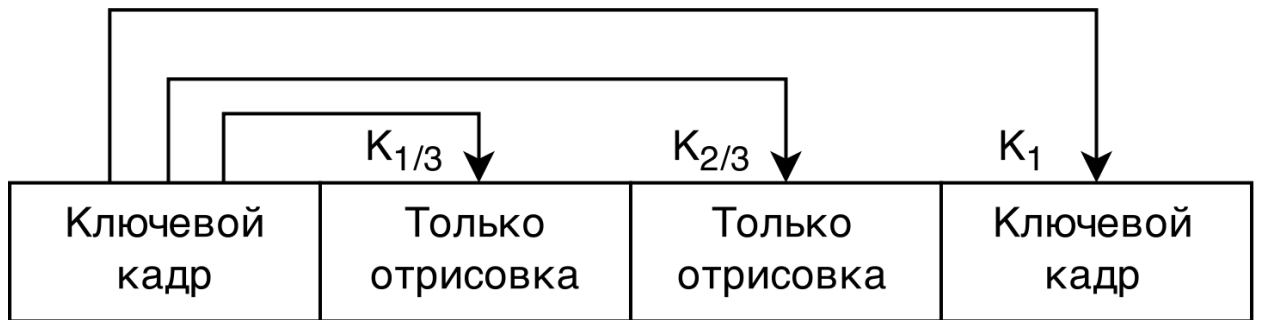 K1/3 K2/3 K1
Ключевой Только Только Ключевой
кадр отрисовка отрисовка кадр